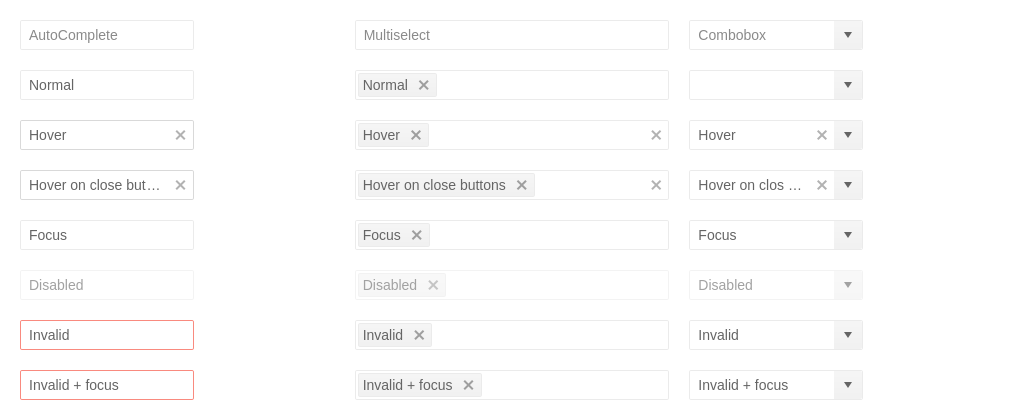 AutoComplete Multiselect Combobox
Normal Normal
Hover Hover Hover
Hover on close but… Hover on close buttons Hover on clos …
Focus Focus Focus
Disabled Disabled Disabled
Invalid Invalid Invalid
Invalid + focus Invalid + focus Invalid + focus